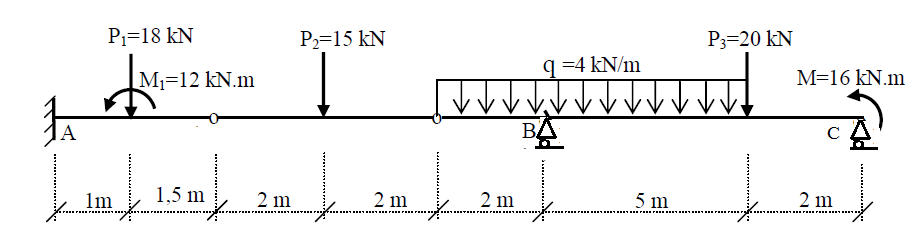 P₁=18 kN
P₂=15 kN
P₃=20 kN
q =4 kN/m
M₁=12 kN.m
M=16 kN.m
A
B
C
1m
1,5 m
2 m
2 m
2 m
5 m
2 m